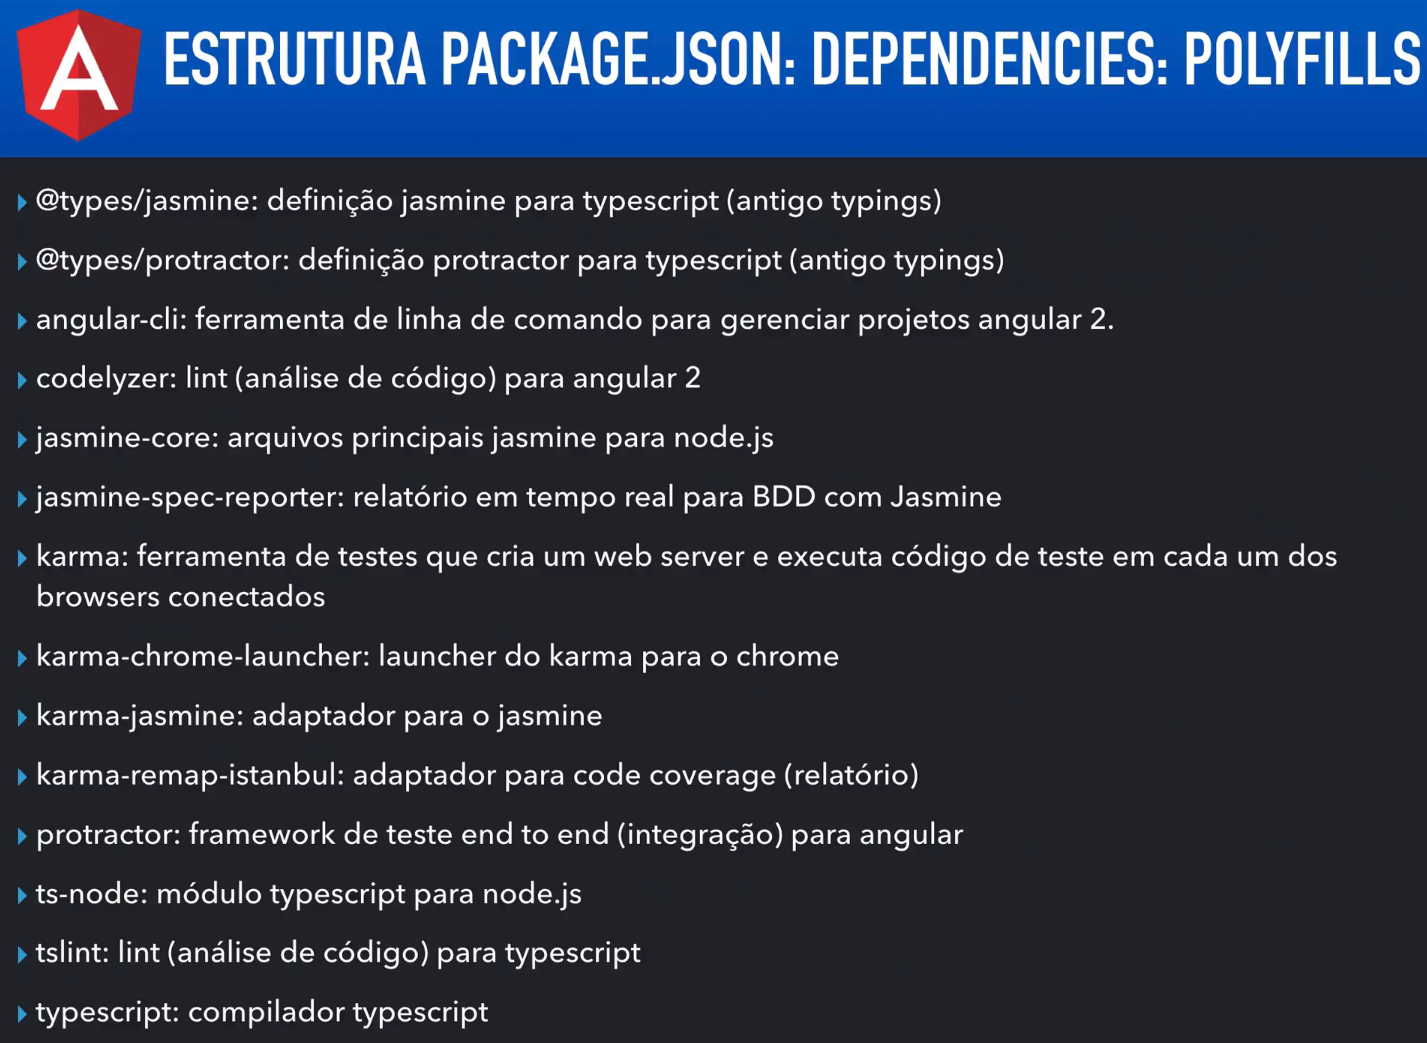 ESTRUTURA PACKAGE.JSON: DEPENDENCIES: POLYFILLS
@types/jasmine: definição jasmine para typescript (antigo typings)
@types/protractor: definição protractor para typescript (antigo typings)
angular-cli: ferramenta de linha de comando para gerenciar projetos angular 2.
codelyzer: lint (análise de código) para angular 2
jasmine-core: arquivos principais jasmine para node.js
jasmine-spec-reporter: relatório em tempo real para BDD com Jasmine
karma: ferramenta de testes que cria um web server e executa código de teste em cada um dos
browsers conectados
karma-chrome-launcher: launcher do karma para o chrome
karma-jasmine: adaptador para o jasmine
karma-remap-istanbul: adaptador para code coverage (relatório)
protractor: framework de teste end to end (integração) para angular
ts-node: módulo typescript para node.js
tslint: lint (análise de código) para typescript
typescript: compilador typescript